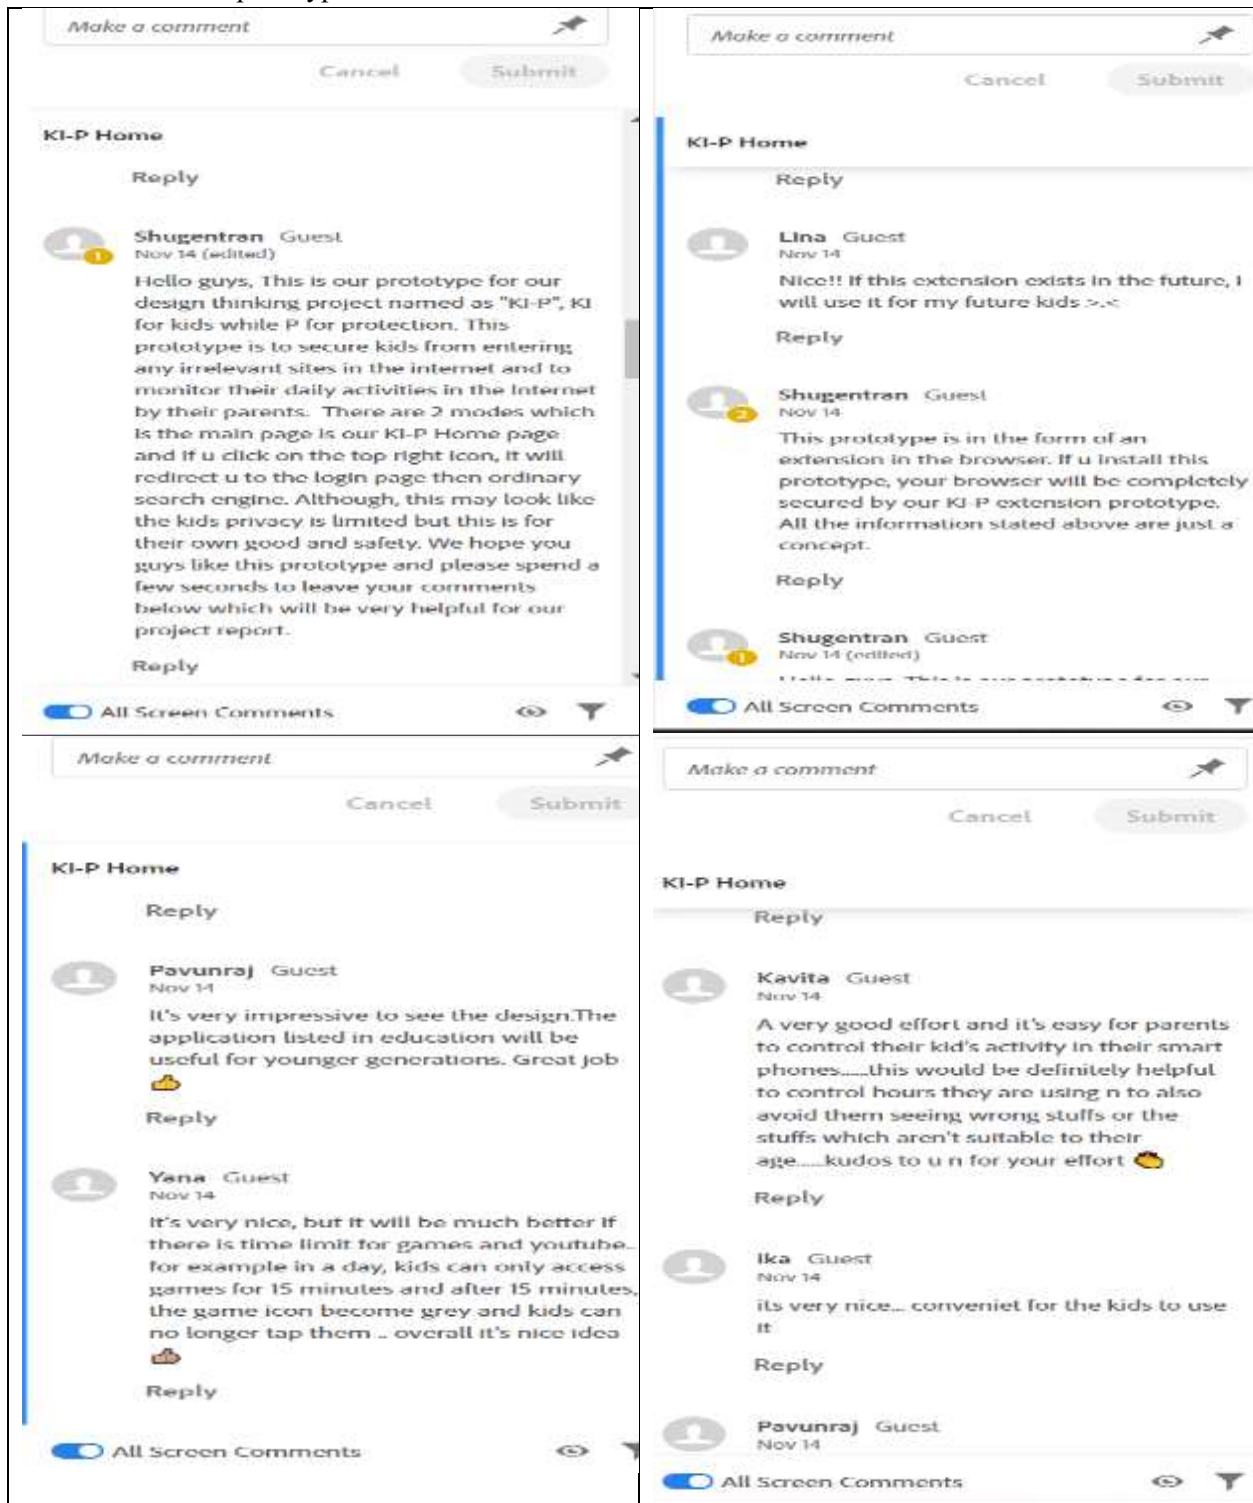 Make a comment
Cancel Submit
KI-P Home
Reply
Shugentran Guest
Nov 14 (edited)
1
Hello guys, This is our prototype for our
design thinking project named as "KI-P", KI
for kids while P for protection. This
prototype is to secure kids from entering
any irrelevant sites in the internet and to
monitor their daily activities in the Internet
by their parents. There are 2 modes which
is the main page is our KI-P Home page
and if u click on the top right icon, it will
redirect u to the login page then ordinary
search engine. Although, this may look like
the kids privacy is limited but this is for
their own good and safety. We hope you
guys like this prototype and please spend a
few seconds to leave your comments
below which will be very helpful for our
project report.
Reply
All Screen Comments
Make a comment
Cancel Submit
KI-P Home
Reply
Lina Guest
Nov 14
Nice!! If this extension exists in the future, I
will use it for my future kids >.<
Reply
Shugentran Guest
Nov 14
2
This prototype is in the form of an
extension in the browser. If u install this
prototype, your browser will be completely
secured by our KI-P extension prototype.
All the information stated above are just a
concept.
Reply
Shugentran Guest
Nov 14 (edited)
1
All Screen Comments
Make a comment
Cancel Submit
KI-P Home
Reply
Pavunraj Guest
Nov 14
It's very impressive to see the design.The
application listed in education will be
useful for younger generations. Great job
👍
Reply
Yana Guest
Nov 14
It's very nice, but it will be much better if
there is time limit for games and youtube..
for example in a day, kids can only access
games for 15 minutes and after 15 minutes,
the game icon become grey and kids can
no longer tap them .. overall it's nice idea
👍🏽
Reply
All Screen Comments
Make a comment
Cancel Submit
KI-P Home
Reply
Kavita Guest
Nov 14
A very good effort and it's easy for parents
to control their kid's activity in their smart
phones......this would be definitely helpful
to control hours they are using n to also
avoid them seeing wrong stuffs or the
stuffs which aren't suitable to their
age.....kudos to u n for your effort 👏
Reply
Ika Guest
Nov 14
its very nice... conveniet for the kids to use
it
Reply
Pavunraj Guest
Nov 14
All Screen Comments